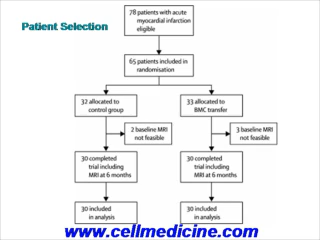 Patient Selection
78 patients with acute
myocardial infarction
eligible
65 patients included in
randomisation
32 allocated to
control group
33 allocated to
BMC transfer
2 baseline MRI
not feasible
3 baseline MRI
not feasible
30 completed
trial including
MRI at 6 months
30 completed
trial including
MRI at 6 months
30 included
in analysis
30 included
in analysis
www.cellmedicine.com